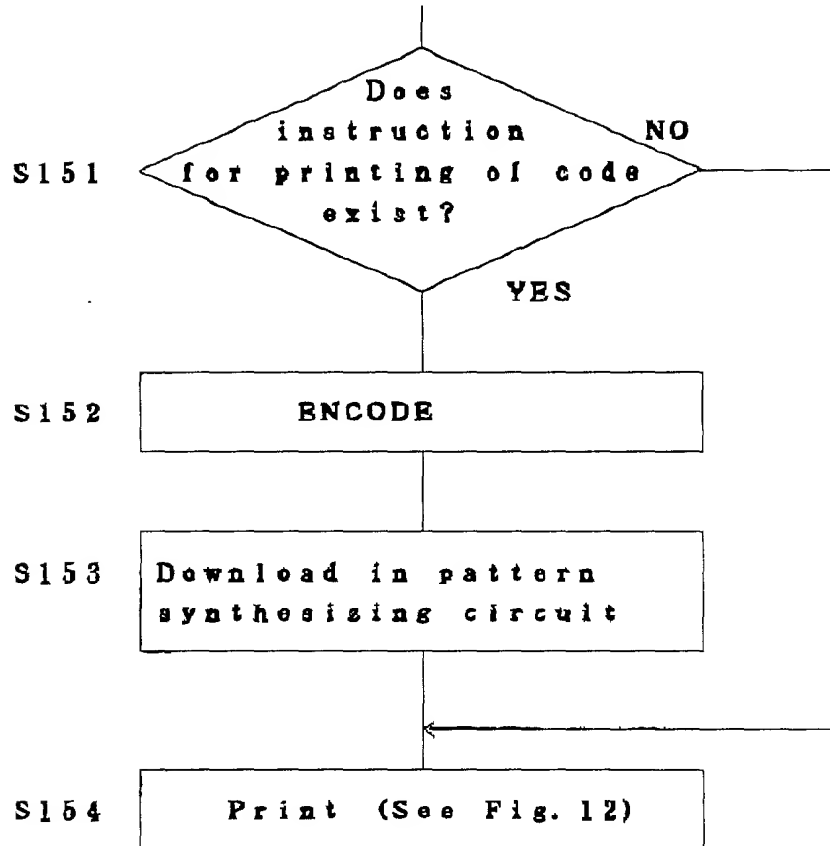 Does
instruction
NO
S151
for printing of code
exist?
YES
S152
ENCODE
S153
Download in pattern
synthesizing circuit
S154
Print (See Fig. 12)